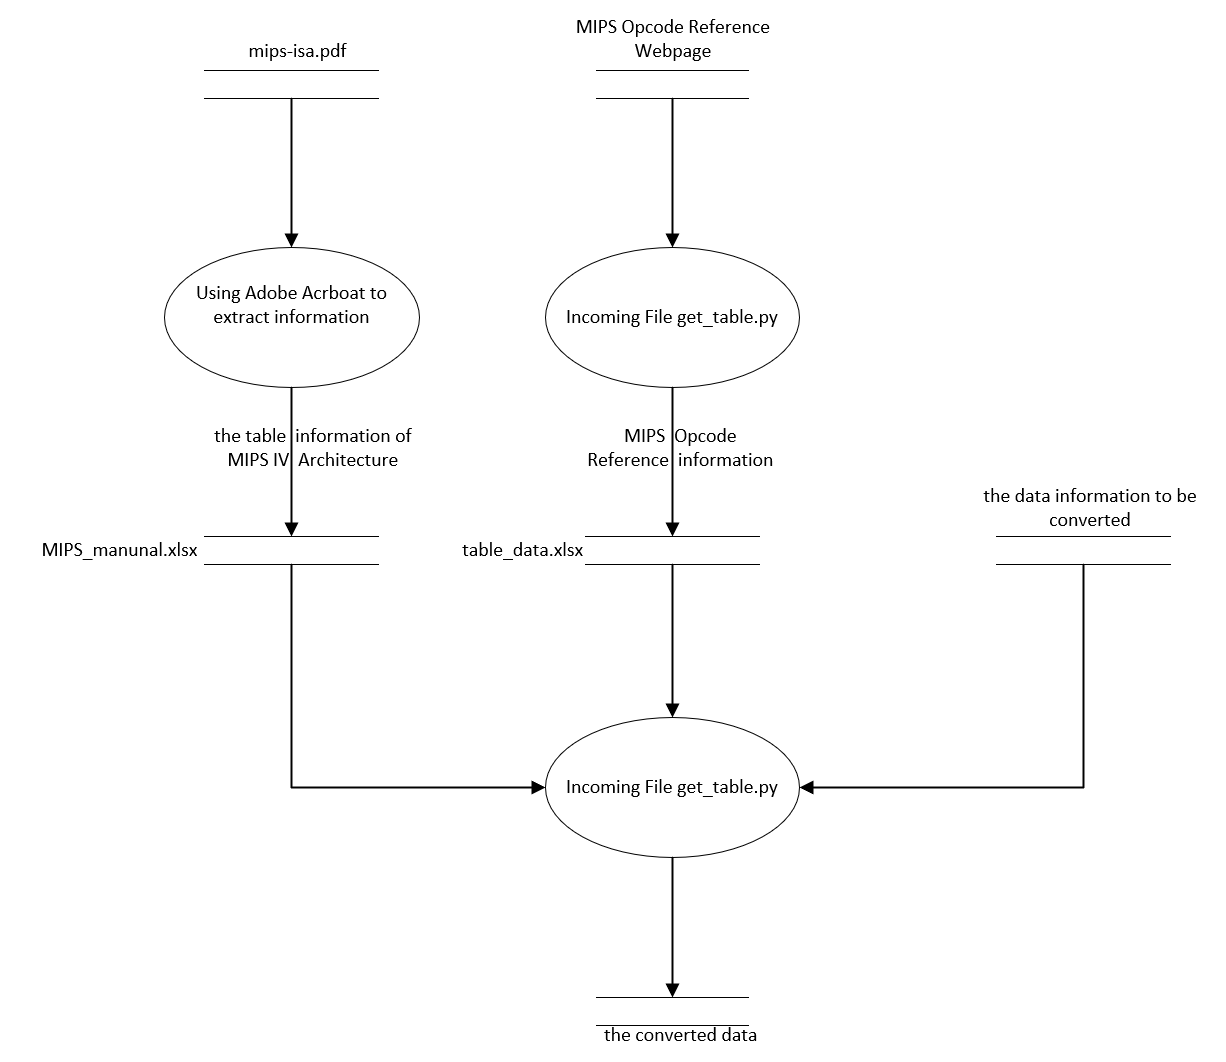 mips-isa.pdf
MIPS Opcode Reference
Webpage
Using Adobe Acrboat to
extract information
Incoming File get_table.py
the table information of
MIPS IV Architecture
MIPS Opcode
Reference information
the data information to be
converted
MIPS_manunal.xlsx
table_data.xlsx
Incoming File get_table.py
the converted data